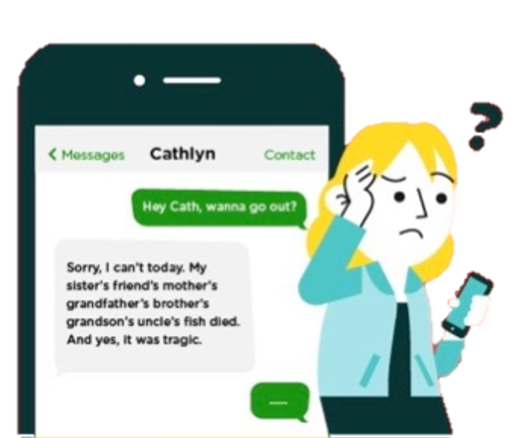 < Messages Cathlyn Contact
Hey Cath, wanna go out?
Sorry, I can't today. My
sister's friend's mother's
grandfather's brother's
grandson's uncle's fish died.
And yes, it was tragic.
.....
?